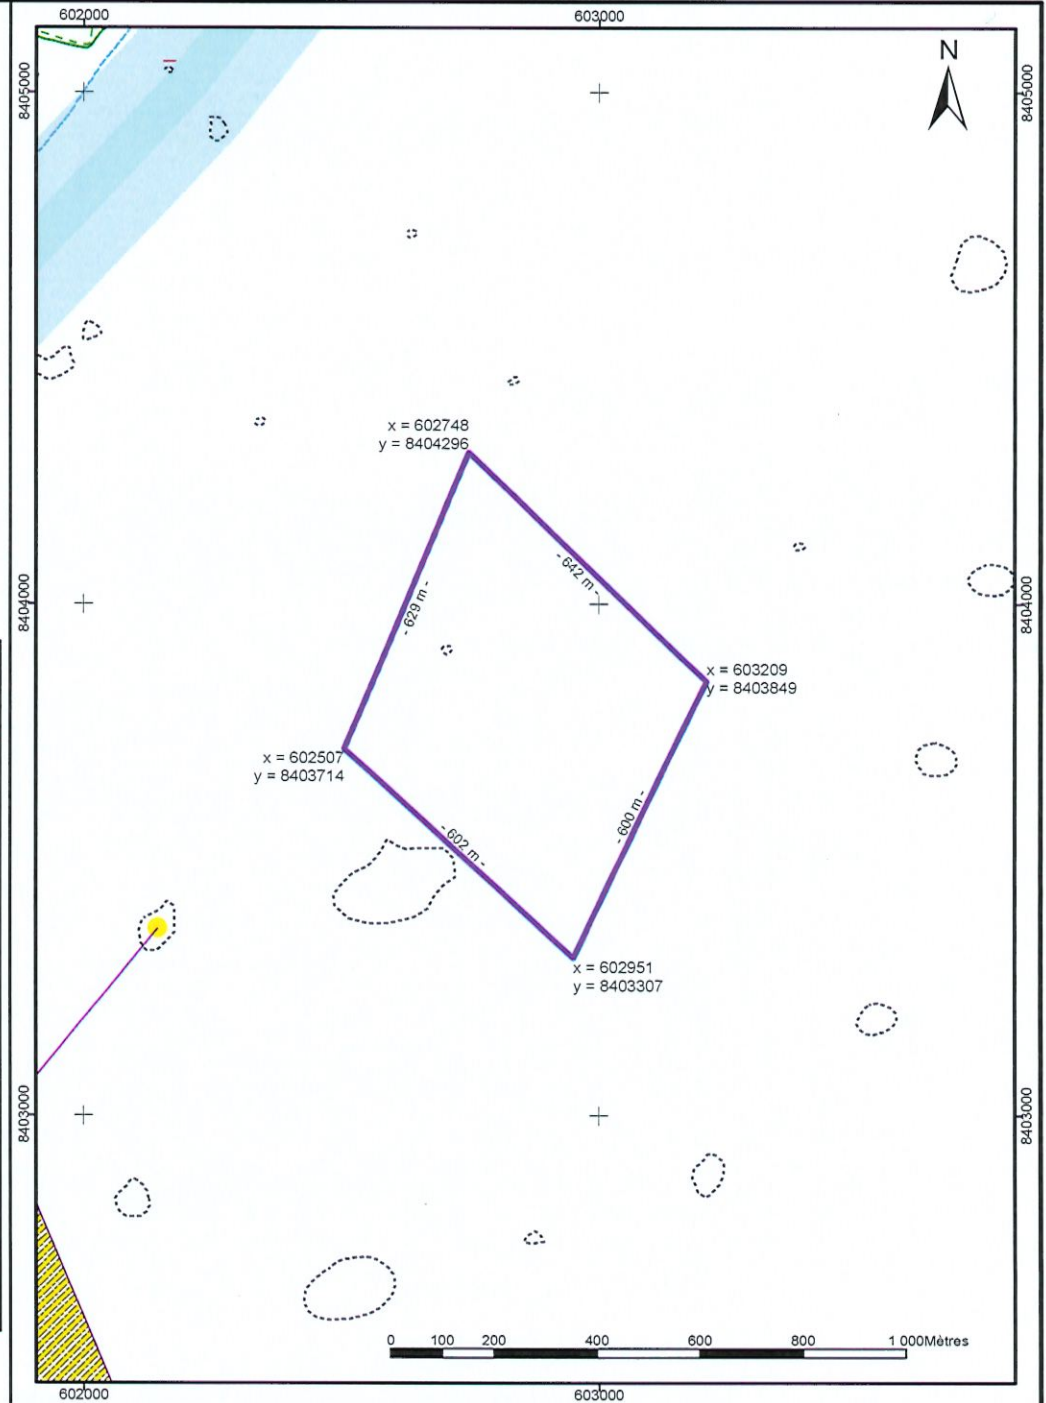 602000
603000
8405000
8405000
N
x = 602748
y = 8404296
- 642 m -
- 629 m -
8404000
8404000
x = 603209
y = 8403849
x = 602507
y = 8403714
- 600 m -
- 602 m -
x = 602951
y = 8403307
8403000
8403000
0 100 200 400 600 800 1 000Mètres
602000
603000